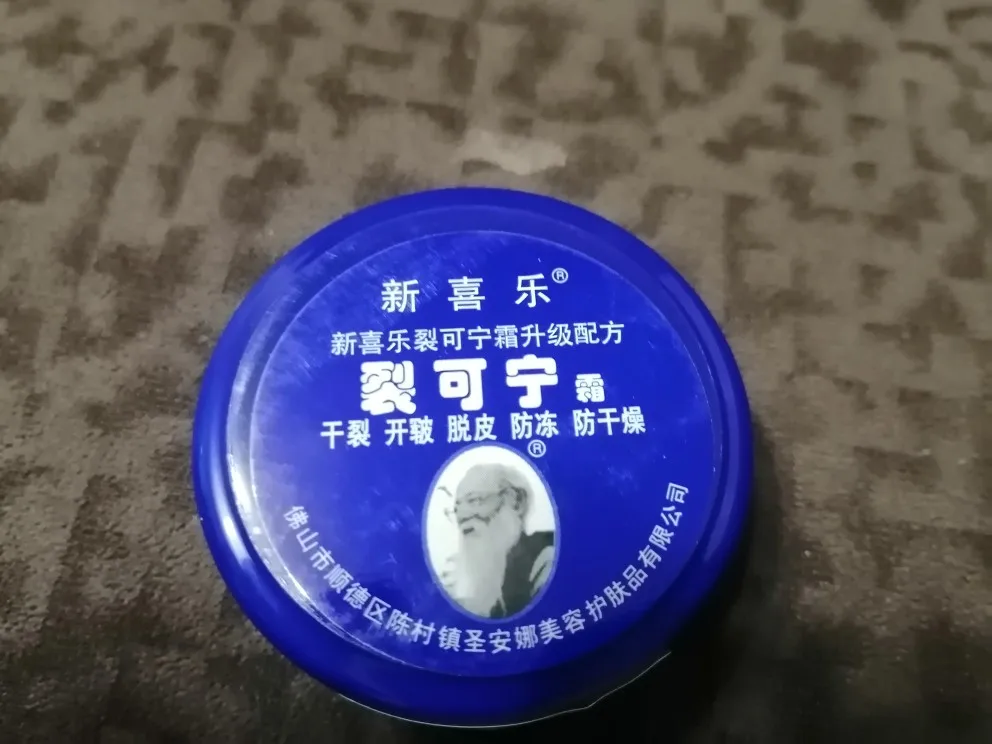 新喜乐®
新喜乐裂可宁霜升级配方
裂可宁霜
干裂 开皲 脱皮 防冻 防干燥
®
佛山市顺德区陈村镇圣安娜美容护肤品有限公司